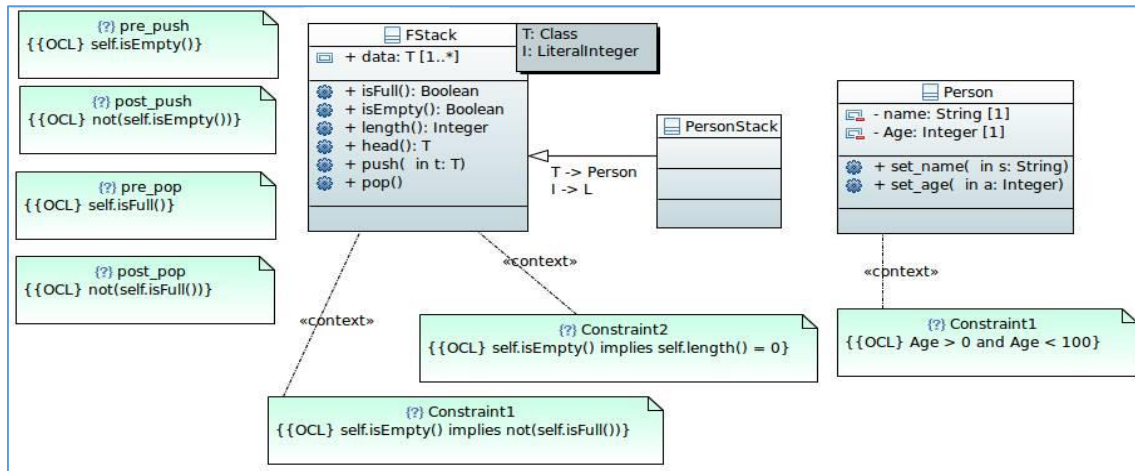 {?} pre_push
{{OCL} self.isEmpty()}
{?} post_push
{{OCL} not(self.isEmpty())}
{?} pre_pop
{{OCL} self.isFull()}
{?} post_pop
{{OCL} not(self.isFull())}
FStack
+ data: T [1..*]
+ isFull(): Boolean
+ isEmpty(): Boolean
+ length(): Integer
+ head(): T
+ push( in t: T)
+ pop()
T: Class
I: LiteralInteger
T -> Person
I -> L
PersonStack
Person
- name: String [1]
- Age: Integer [1]
+ set_name( in s: String)
+ set_age( in a: Integer)
«context»
«context»
«context»
{?} Constraint2
{{OCL} self.isEmpty() implies self.length() = 0}
{?} Constraint1
{{OCL} Age > 0 and Age < 100}
{?} Constraint1
{{OCL} self.isEmpty() implies not(self.isFull())}